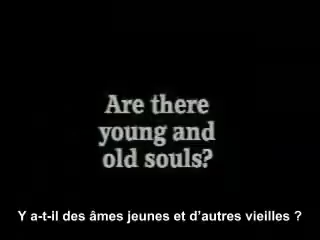 Are there
young and
old souls?
Y a-t-il des âmes jeunes et d'autres vieilles ?